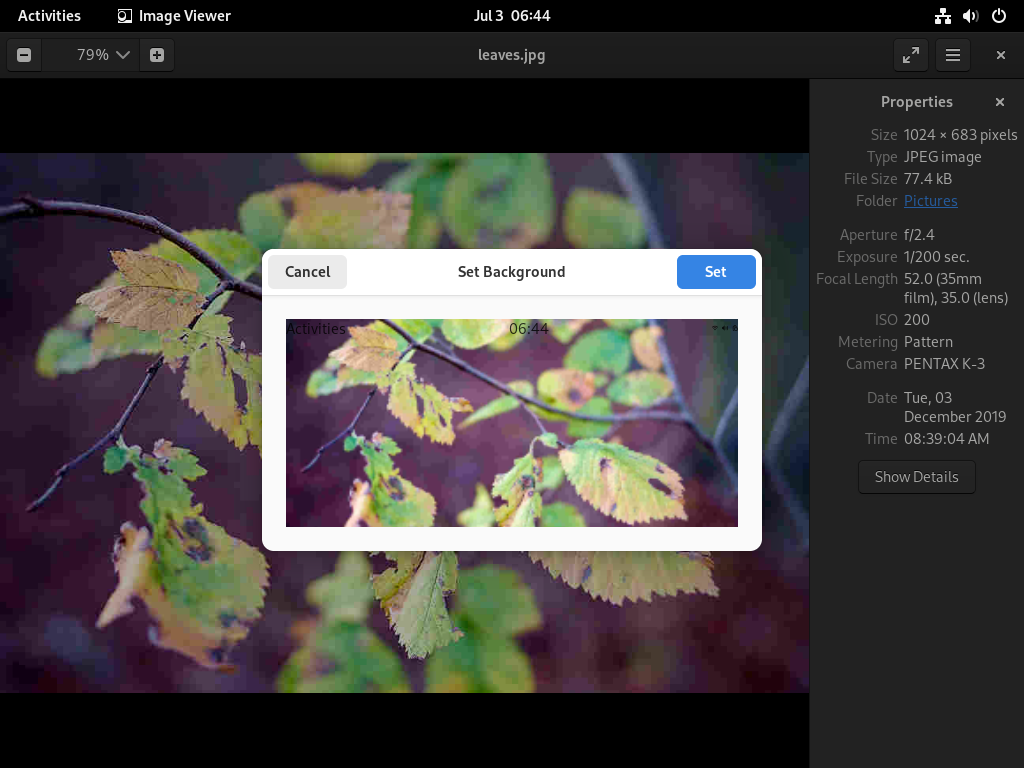 Activities Image Viewer Jul 3 06:44
79% leaves.jpg
Properties
Size 1024 × 683 pixels
Type JPEG image
File Size 77.4 kB
Folder Pictures
Aperture f/2.4
Exposure 1/200 sec.
Focal Length 52.0 (35mm
film), 35.0 (lens)
ISO 200
Metering Pattern
Camera PENTAX K-3
Date Tue, 03
December 2019
Time 08:39:04 AM
Show Details
Cancel Set Background Set
Activities 06:44